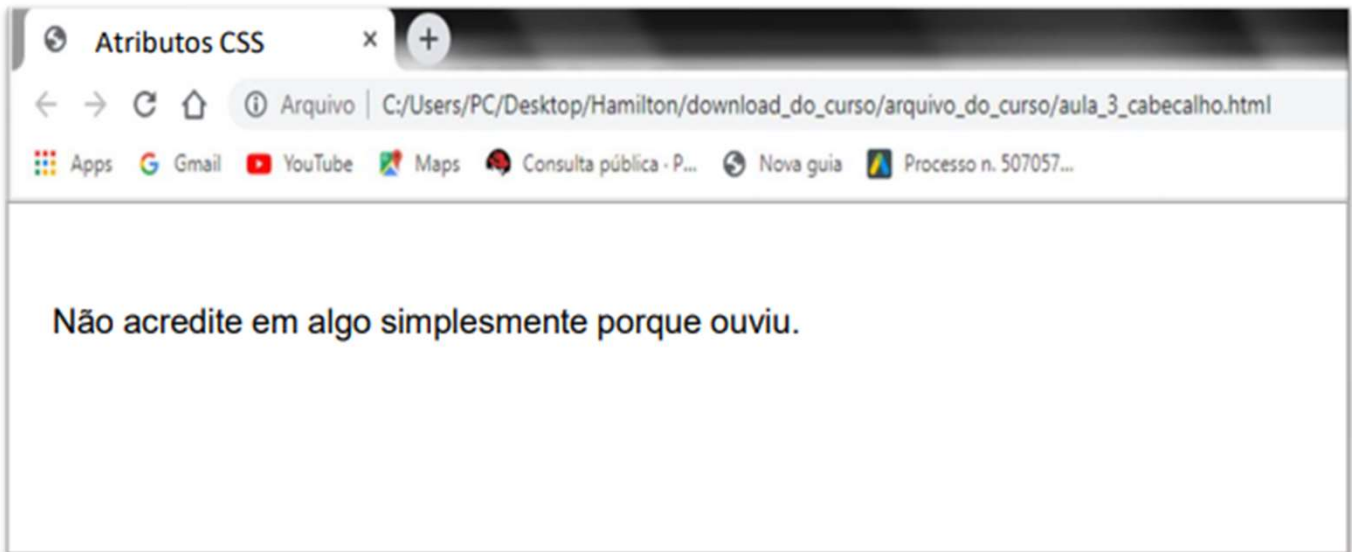 Atributos CSS × +
Arquivo | C:/Users/PC/Desktop/Hamilton/download_do_curso/arquivo_do_curso/aula_3_cabecalho.html
Apps Gmail YouTube Maps Consulta pública - P... Nova guia Processo n. 507057...
Não acredite em algo simplesmente porque ouviu.